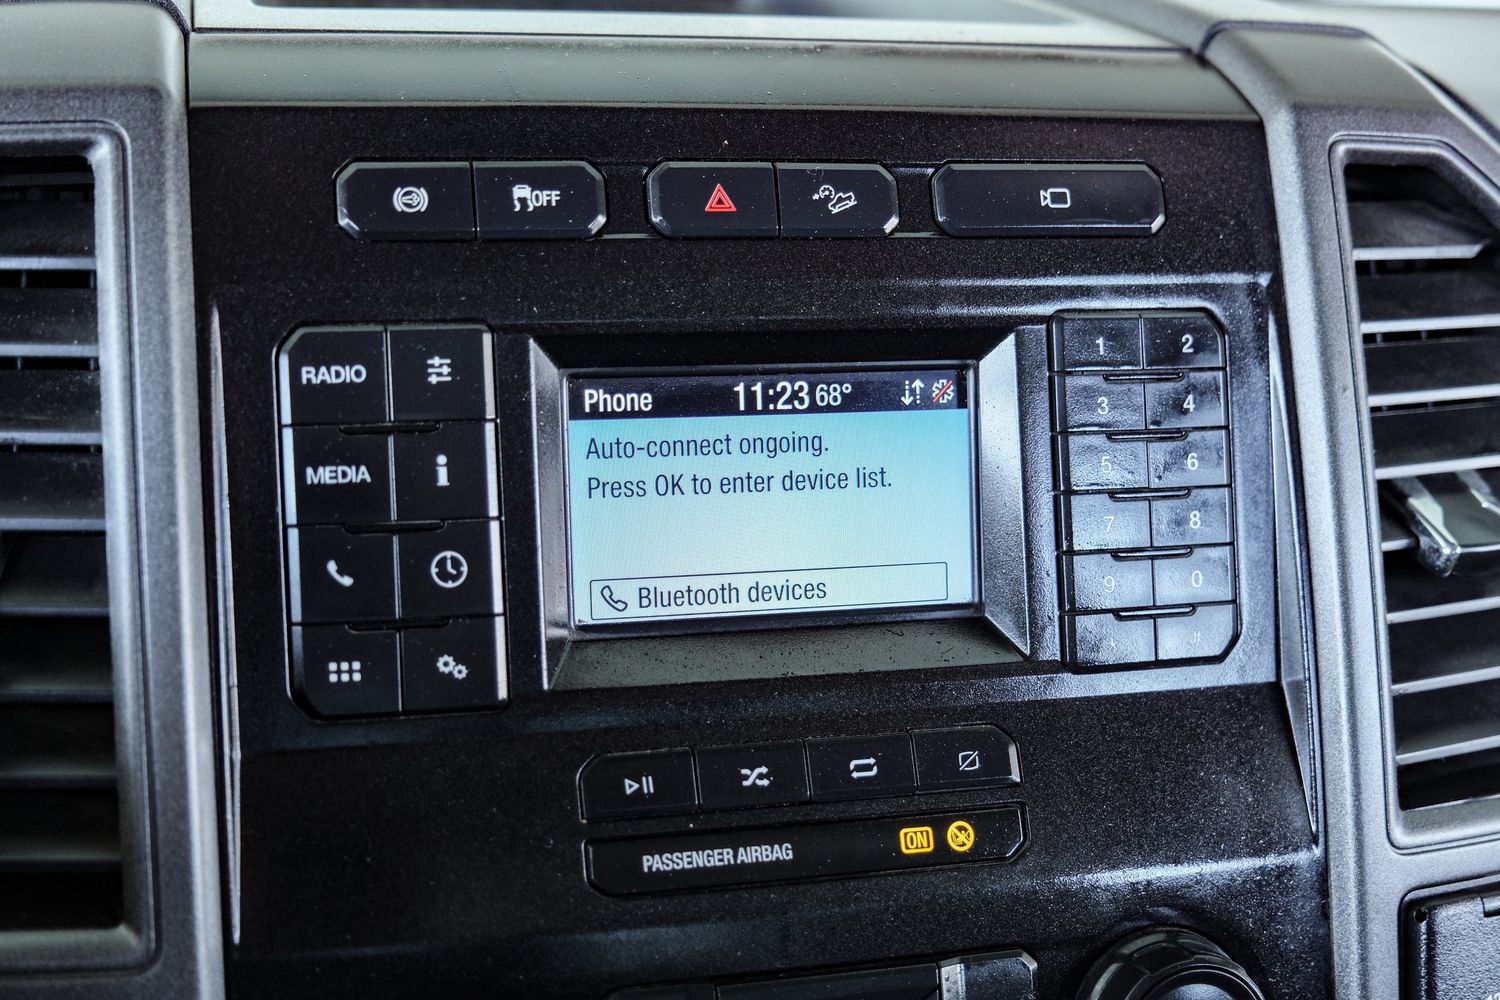 OFF
RADIO
MEDIA
i
Phone 11:23 68°
Auto-connect ongoing.
Press OK to enter device list.
Bluetooth devices
1 2
3 4
5 6
7 8
9 0
PASSENGER AIRBAG ON